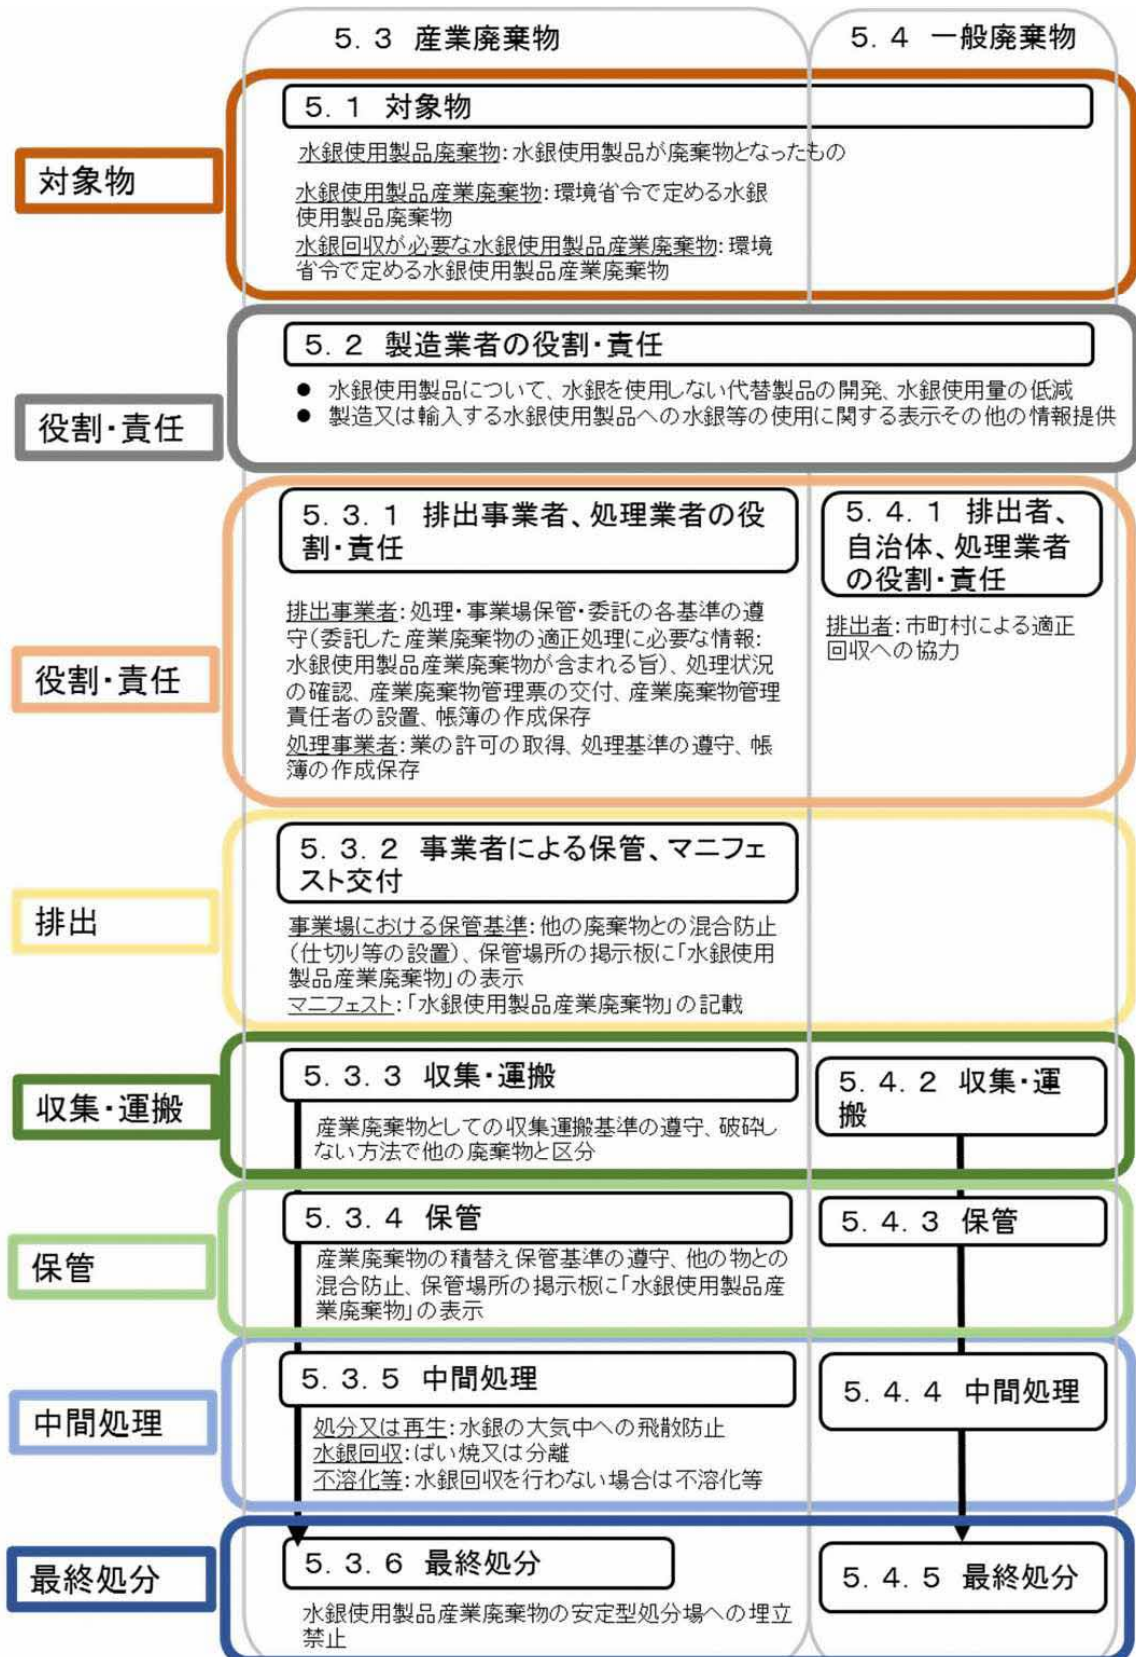 5.3 産業廃棄物
5.4 一般廃棄物
対象物
5.1 対象物
水銀使用製品廃棄物:水銀使用製品が廃棄物となったもの
水銀使用製品産業廃棄物:環境省令で定める水銀
使用製品廃棄物
水銀回収が必要な水銀使用製品産業廃棄物:環境
省令で定める水銀使用製品産業廃棄物
役割・責任
5.2 製造業者の役割・責任
● 水銀使用製品について、水銀を使用しない代替製品の開発、水銀使用量の低減
● 製造又は輸入する水銀使用製品への水銀等の使用に関する表示その他の情報提供
役割・責任
5.3.1 排出事業者、処理業者の役
割・責任
排出事業者:処理・事業場保管・委託の各基準の遵
守(委託した産業廃棄物の適正処理に必要な情報:
水銀使用製品産業廃棄物が含まれる旨)、処理状況
の確認、産業廃棄物管理票の交付、産業廃棄物管理
責任者の設置、帳簿の作成保存
処理事業者:業の許可の取得、処理基準の遵守、帳
簿の作成保存
5.4.1 排出者、
自治体、処理業者
の役割・責任
排出者:市町村による適正
回収への協力
排出
5.3.2 事業者による保管、マニフェ
スト交付
事業場における保管基準:他の廃棄物との混合防止
(仕切り等の設置)、保管場所の掲示板に「水銀使用
製品産業廃棄物」の表示
マニフェスト:「水銀使用製品産業廃棄物」の記載
収集・運搬
5.3.3 収集・運搬
産業廃棄物としての収集運搬基準の遵守、破砕し
ない方法で他の廃棄物と区分
5.4.2 収集・運
搬
保管
5.3.4 保管
産業廃棄物の積替え保管基準の遵守、他の物との
混合防止、保管場所の掲示板に「水銀使用製品産
業廃棄物」の表示
5.4.3 保管
中間処理
5.3.5 中間処理
処分又は再生:水銀の大気中への飛散防止
水銀回収:ばい焼又は分離
不溶化等:水銀回収を行わない場合は不溶化等
5.4.4 中間処理
最終処分
5.3.6 最終処分
水銀使用製品産業廃棄物の安定型処分場への埋立
禁止
5.4.5 最終処分